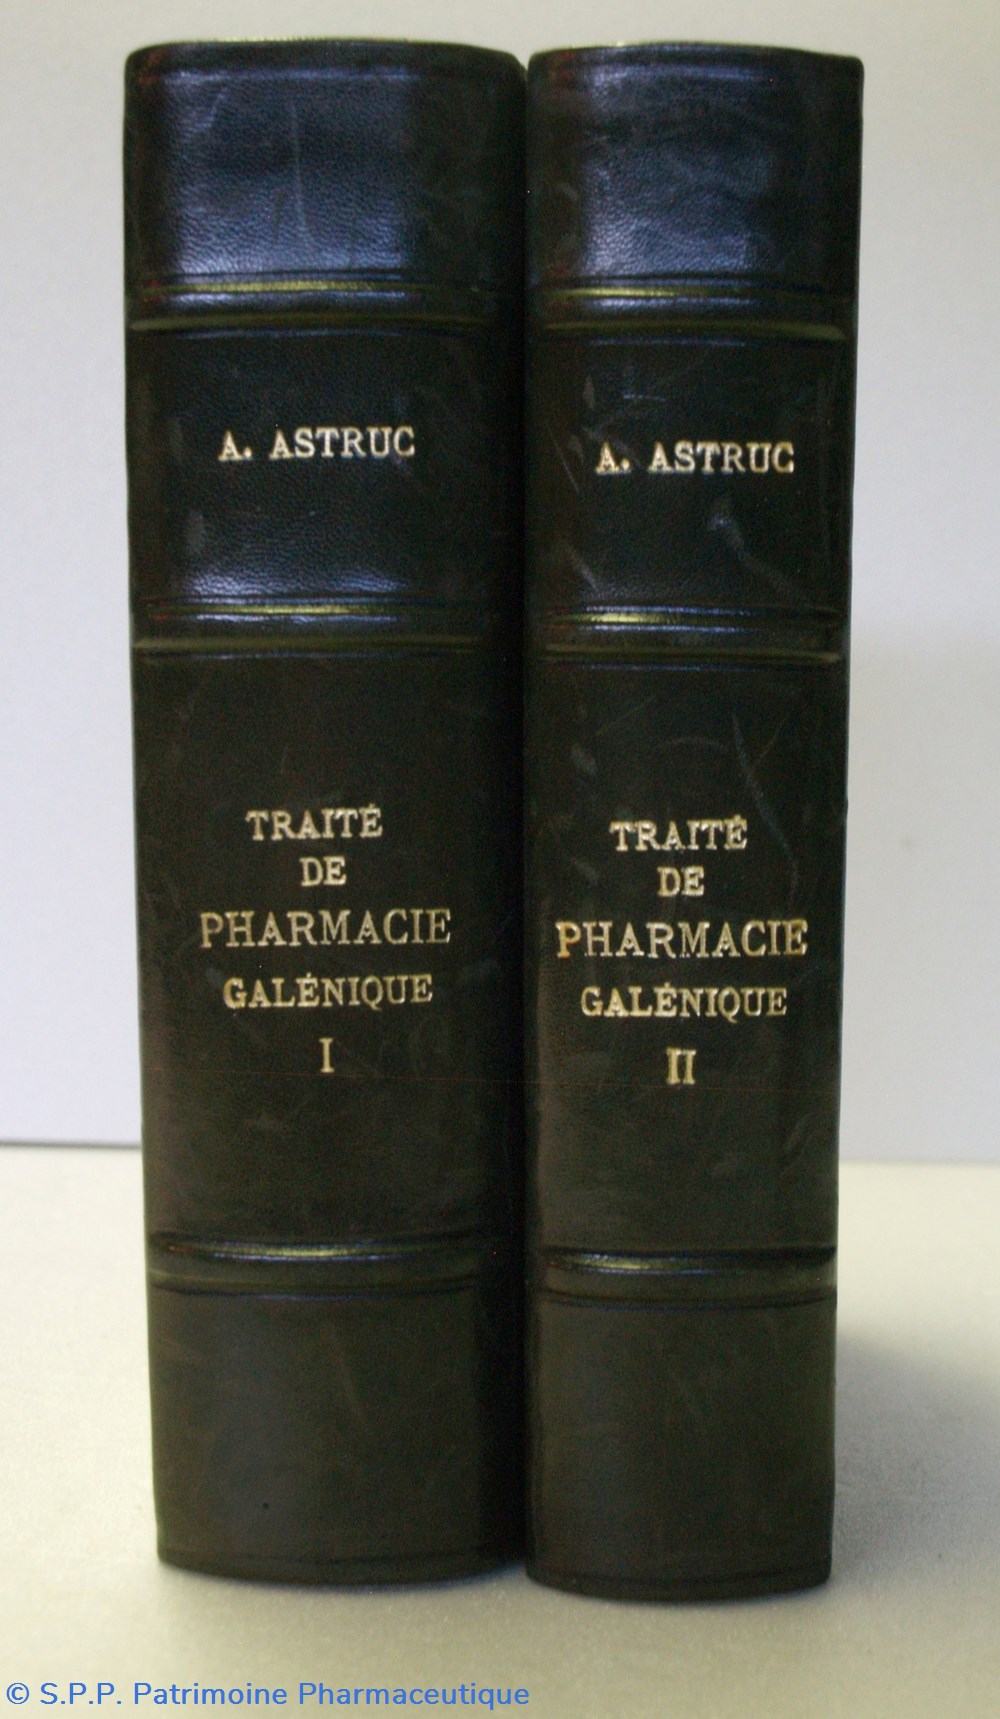 A. ASTRUC
TRAITÉ
DE
PHARMACIE
GALÉNIQUE
I
A. ASTRUC
TRAITÉ
DE
PHARMACIE
GALÉNIQUE
II
© S.P.P. Patrimoine Pharmaceutique